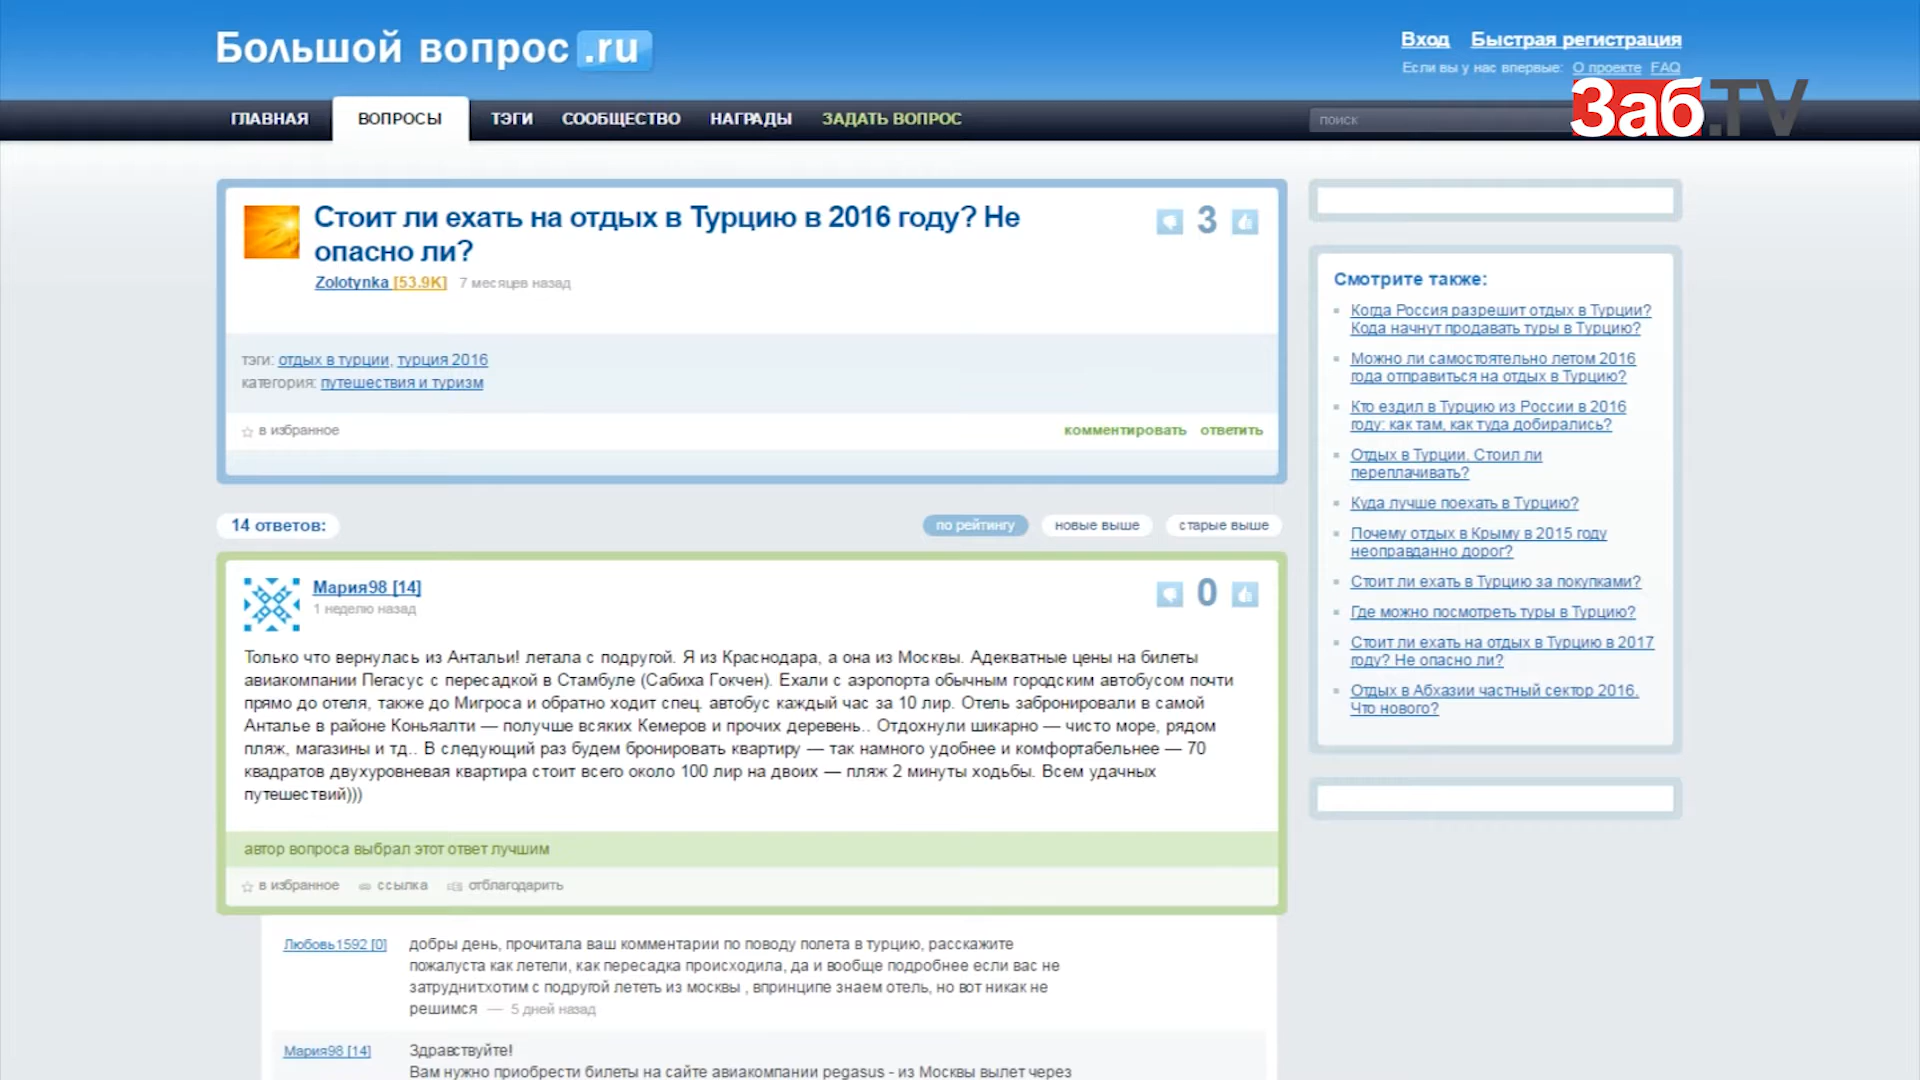 Большой вопрос .ru
Вход Быстрая регистрация
Если вы у нас впервые: О проекте FAQ
Заб.TV
ГЛАВНАЯ ВОПРОСЫ ТЭГИ СООБЩЕСТВО НАГРАДЫ ЗАДАТЬ ВОПРОС поиск
Стоит ли ехать на отдых в Турцию в 2016 году? Не
опасно ли?
3
Zolotynka [53.9K] 7 месяцев назад
тэги: отдых в турции, турция 2016
категория: путешествия и туризм
в избранное комментировать ответить
14 ответов: по рейтингу новые выше старые выше
Мария98 [14]
1 неделю назад
0
Только что вернулась из Антальи! летала с подругой. Я из Краснодара, а она из Москвы. Адекватные цены на билеты
авиакомпании Пегасус с пересадкой в Стамбуле (Сабиха Гокчен). Ехали с аэропорта обычным городским автобусом почти
прямо до отеля, также до Мигроса и обратно ходит спец. автобус каждый час за 10 лир. Отель забронировали в самой
Анталье в районе Коньяалти — получше всяких Кемеров и прочих деревень.. Отдохнули шикарно — чисто море, рядом
пляж, магазины и тд.. В следующий раз будем бронировать квартиру — так намного удобнее и комфортабельнее — 70
квадратов двухуровневая квартира стоит всего около 100 лир на двоих — пляж 2 минуты ходьбы. Всем удачных
путешествий)))
автор вопроса выбрал этот ответ лучшим
в избранное ссылка отблагодарить
Любовь1592 [0]
добры день, прочитала ваш комментарии по поводу полета в турцию, расскажите
пожалуста как летели, как пересадка происходила, да и вообще подробнее если вас не
затруднит.хотим с подругой лететь из москвы , впринципе знаем отель, но вот никак не
решимся — 5 дней назад
Мария98 [14]
Здравствуйте!
Вам нужно приобрести билеты на сайте авиакомпании pegasus - из Москвы вылет через
Смотрите также:
Когда Россия разрешит отдых в Турции?
Кода начнут продавать туры в Турцию?
Можно ли самостоятельно летом 2016
года отправиться на отдых в Турцию?
Кто ездил в Турцию из России в 2016
году: как там, как туда добирались?
Отдых в Турции. Стоил ли
переплачивать?
Куда лучше поехать в Турцию?
Почему отдых в Крыму в 2015 году
неоправданно дорог?
Стоит ли ехать в Турцию за покупками?
Где можно посмотреть туры в Турцию?
Стоит ли ехать на отдых в Турцию в 2017
году? Не опасно ли?
Отдых в Абхазии частный сектор 2016.
Что нового?